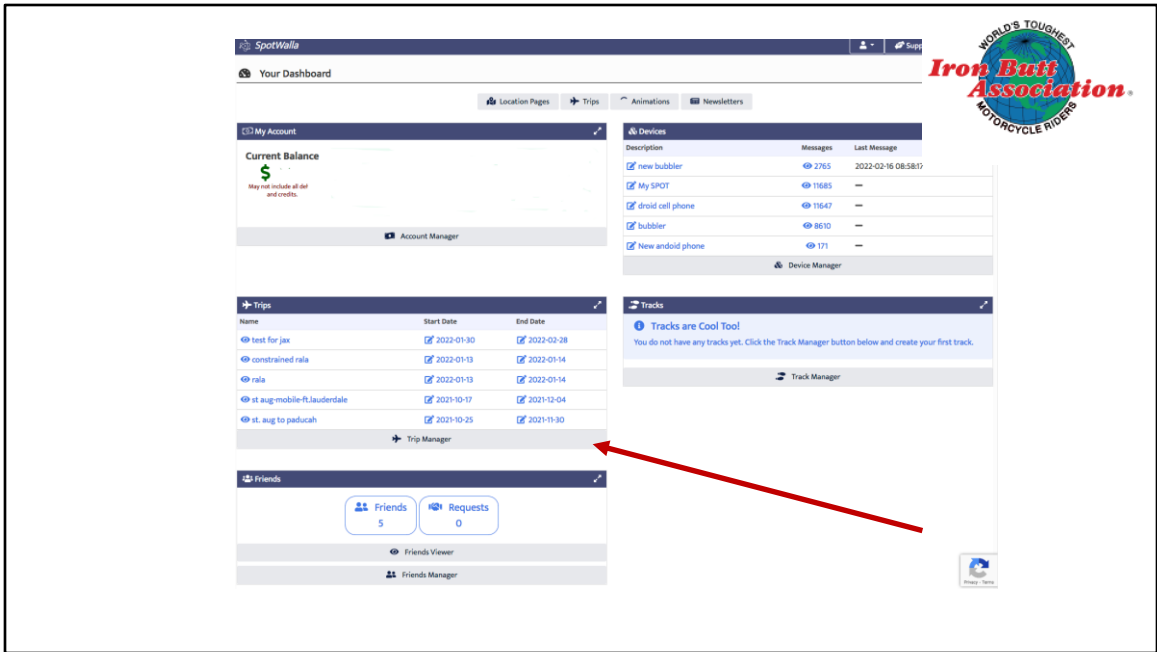 WORLD'S TOUGHEST
Iron Butt
Association.
MOTORCYCLE RIDERS
SpotWalla
Your Dashboard
Location Pages Trips Animations Newsletters
My Account
Current Balance
$
May not include all def
and credits.
Account Manager
Devices
Description Messages Last Message
new bubbler 2765 2022-02-16 08:58:17
My SPOT 11685 —
droid cell phone 11647 —
bubbler 8610 —
New andoid phone 171 —
Device Manager
Trips
Name Start Date End Date
test for jax 2022-01-30 2022-02-28
constrained rala 2022-01-13 2022-01-14
rala 2022-01-13 2022-01-14
st aug-mobile-ft.lauderdale 2021-10-17 2021-12-04
st. aug to paducah 2021-10-25 2021-11-30
Trip Manager
Tracks
Tracks are Cool Too!
You do not have any tracks yet. Click the Track Manager button below and create your first track.
Track Manager
Friends
Friends Requests
5 0
Friends Viewer
Friends Manager
Privacy - Terms